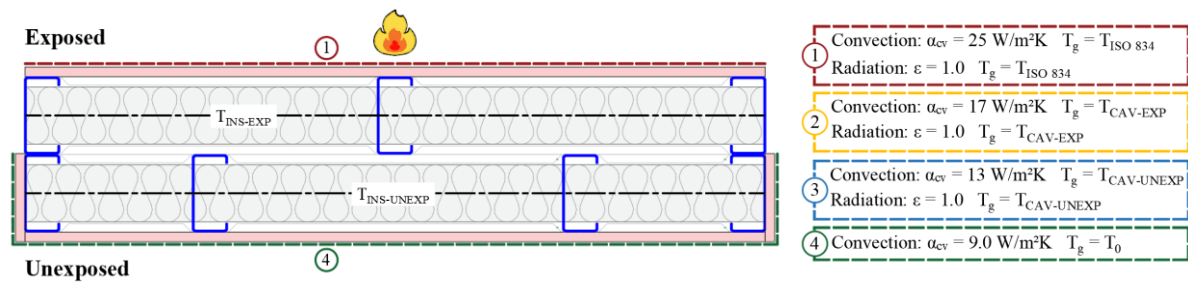 Exposed
1
T_INS-EXP
T_INS-UNEXP
4
Unexposed
1
Convection: α_cv = 25 W/m²K T_g = T_ISO 834
Radiation: ε = 1.0 T_g = T_ISO 834
2
Convection: α_cv = 17 W/m²K T_g = T_CAV-EXP
Radiation: ε = 1.0 T_g = T_CAV-EXP
3
Convection: α_cv = 13 W/m²K T_g = T_CAV-UNEXP
Radiation: ε = 1.0 T_g = T_CAV-UNEXP
4
Convection: α_cv = 9.0 W/m²K T_g = T_0